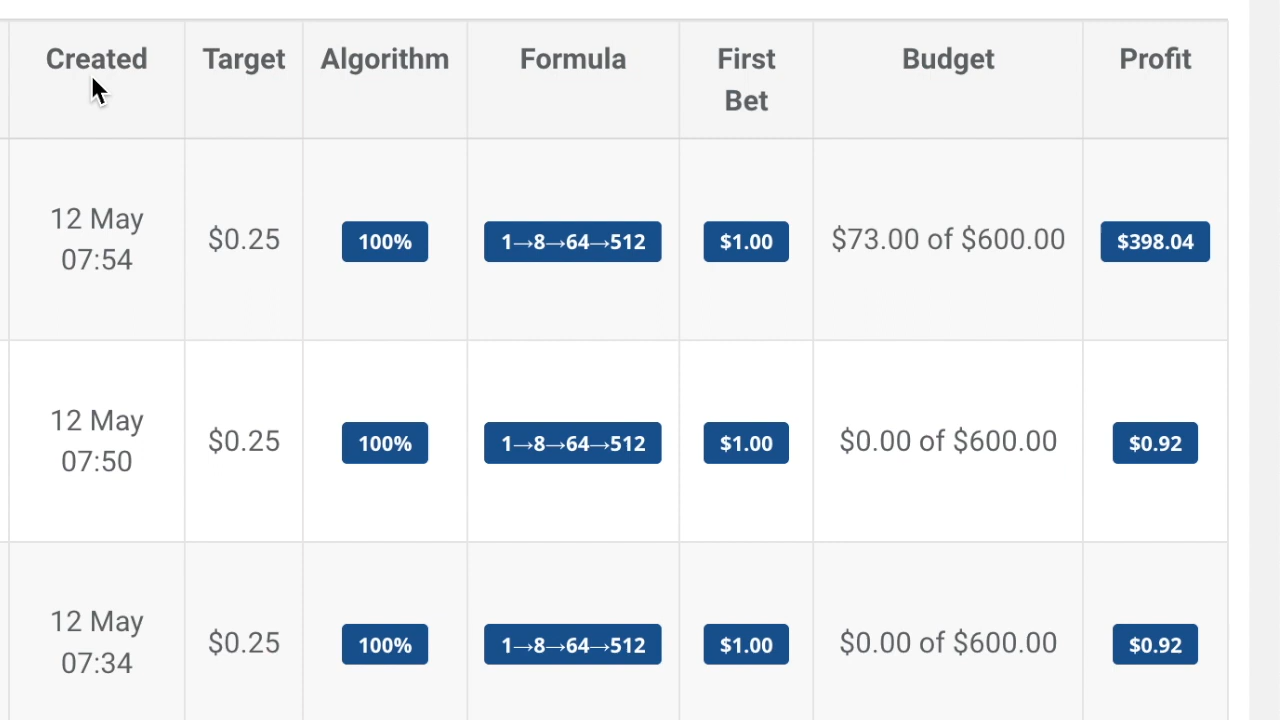 Created Target Algorithm Formula First Bet Budget Profit
12 May 07:54 $0.25 100% 1→8→64→512 $1.00 $73.00 of $600.00 $398.04
12 May 07:50 $0.25 100% 1→8→64→512 $1.00 $0.00 of $600.00 $0.92
12 May 07:34 $0.25 100% 1→8→64→512 $1.00 $0.00 of $600.00 $0.92